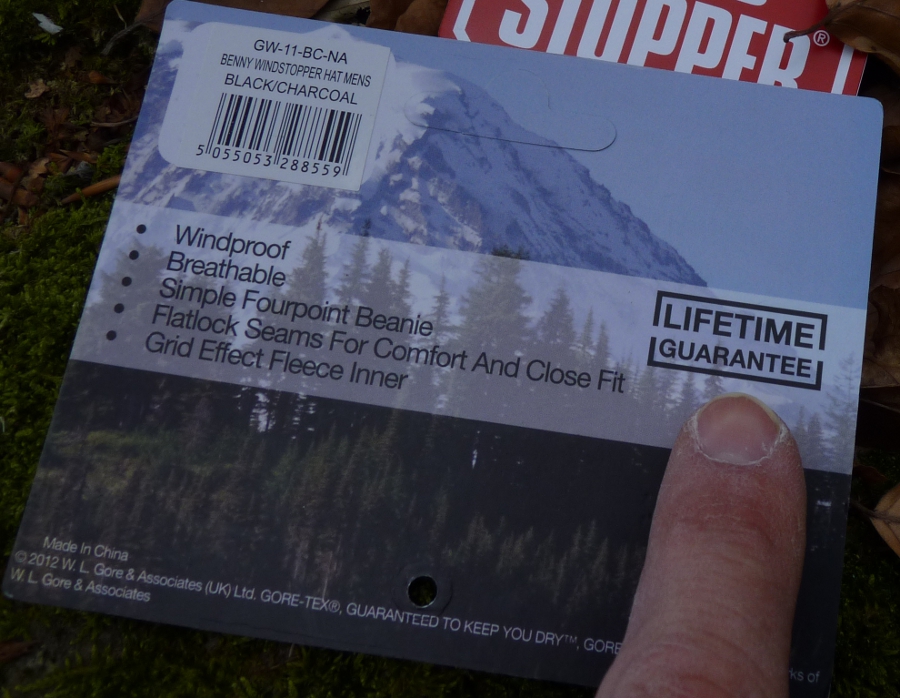 STOPPER®
GW-11-BC-NA
BENNY WINDSTOPPER HAT MENS
BLACK/CHARCOAL
5 055053 288559
• Windproof
• Breathable
• Simple Fourpoint Beanie
• Flatlock Seams For Comfort And Close Fit
• Grid Effect Fleece Inner
LIFETIME
GUARANTEE
Made In China
©2012 W. L. Gore & Associates (UK) Ltd. GORE-TEX®, GUARANTEED TO KEEP YOU DRY™, GORE
W. L. Gore & Associates
of